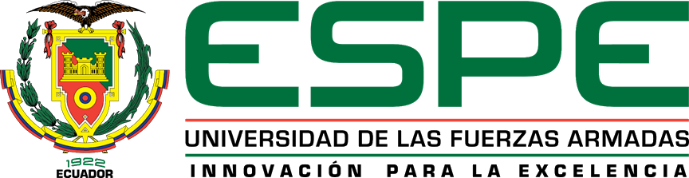 1922
ECUADOR
ESPE
UNIVERSIDAD DE LAS FUERZAS ARMADAS
INNOVACIÓN PARA LA EXCELENCIA